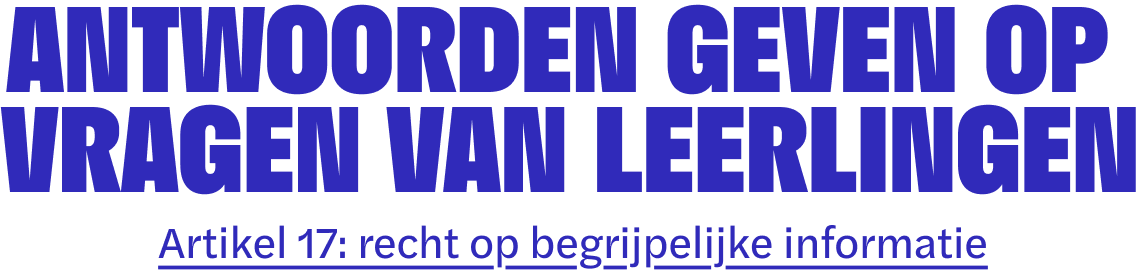 ANTWOORDEN GEVEN OP
VRAGEN VAN LEERLINGEN
Artikel 17: recht op begrijpelijke informatie